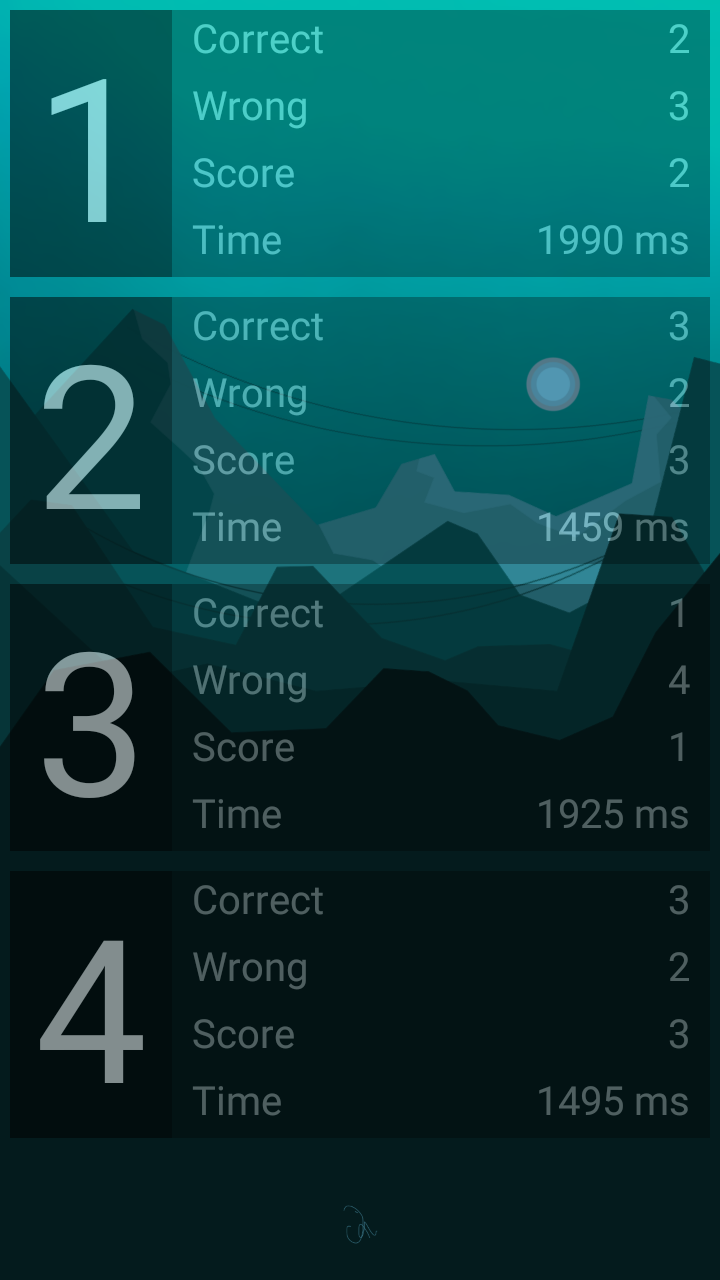 1
Correct 2
Wrong 3
Score 2
Time 1990 ms
2
Correct 3
Wrong 2
Score 3
Time 1459 ms
3
Correct 1
Wrong 4
Score 1
Time 1925 ms
4
Correct 3
Wrong 2
Score 3
Time 1495 ms